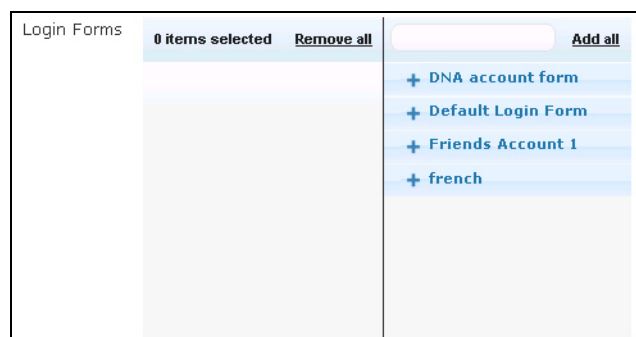 Login Forms
0 items selected Remove all
Add all
DNA account form
Default Login Form
Friends Account 1
french